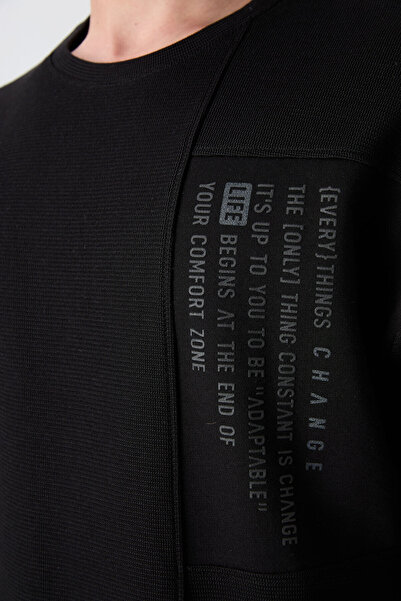 {EVERY}THINGS CHANGE
THE [ONLY] THING CONSTANT IS CHANGE
IT'S UP TO YOU TO BE "ADAPTABLE"
LIFE BEGINS AT THE END OF
YOUR COMFORT ZONE